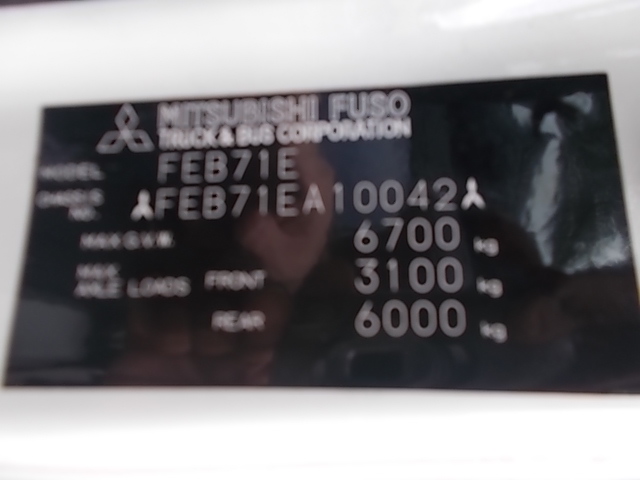 MITSUBISHI FUSO
TRUCK & BUS CORPORATION
MODEL FEB71E
CHASSIS NO. FEB71EA10042
MAX G.V.W. 6700 kg
MAX AXLE LOADS FRONT 3100 kg
REAR 6000 kg